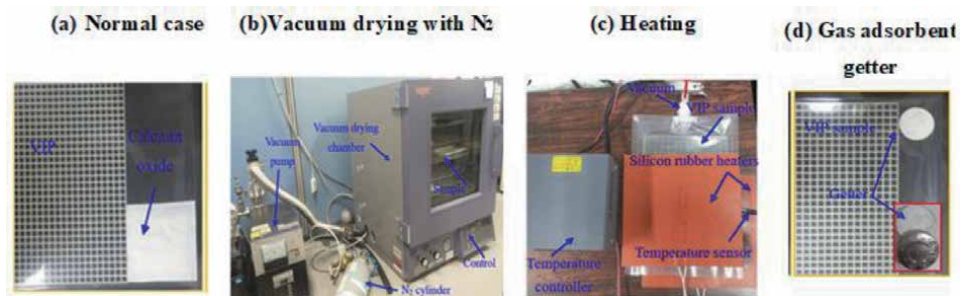 (a) Normal case
VIP
Calcium
oxide
(b)Vacuum drying with N2
Vacuum drying
chamber
Vacuum
pump
Sample
Control
N2 cylinder
(c) Heating
Vacuum
VIP sample
Silicon rubber heaters
Temperature sensor
Temperature
controller
(d) Gas adsorbent
getter
VIP sample
Getter